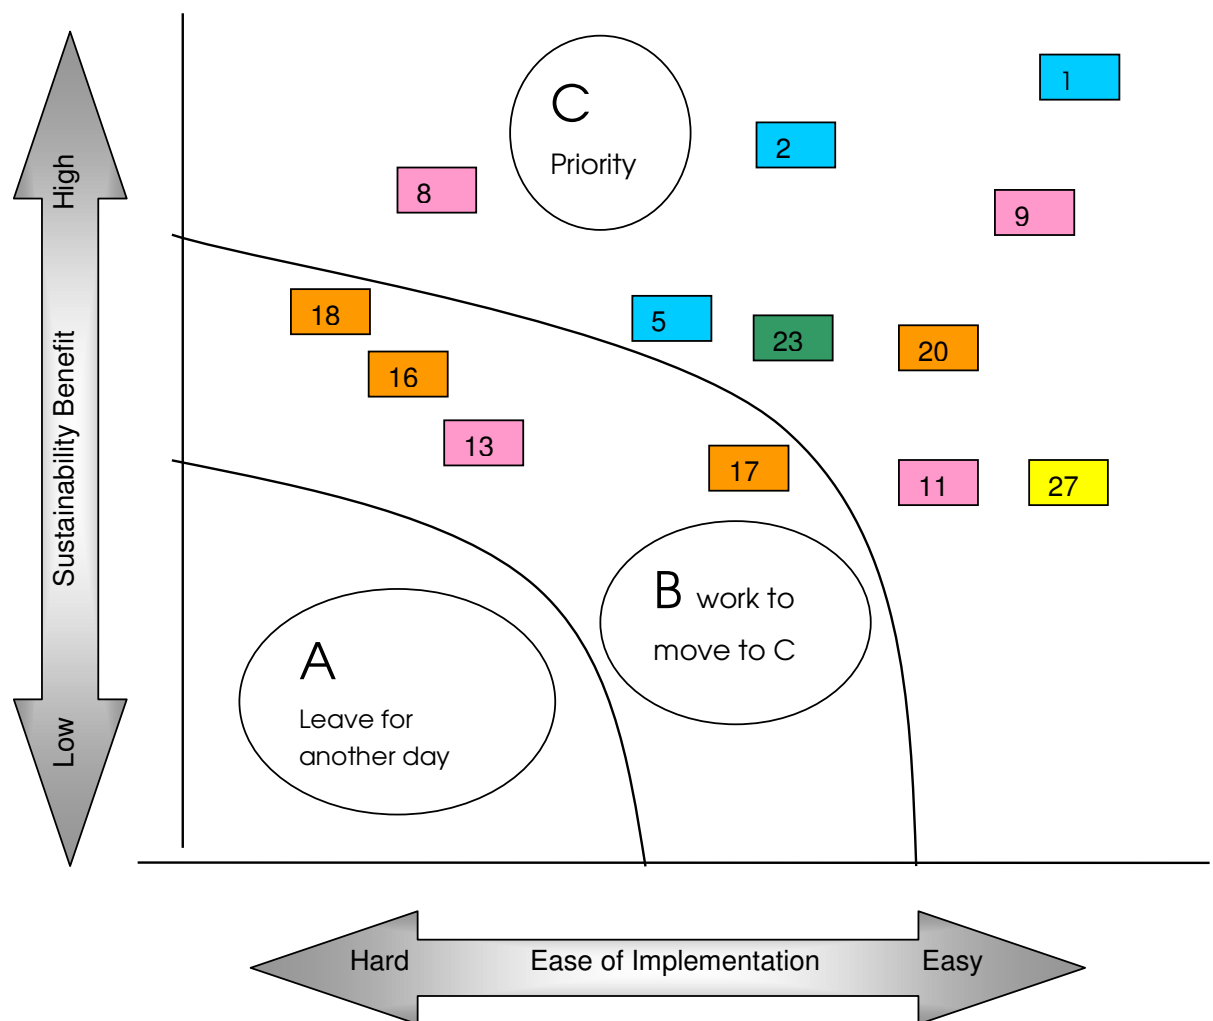 High
Sustainability Benefit
Low
C
Priority
1
2
8
9
18
5
23
20
16
13
17
11
27
B work to
move to C
A
Leave for
another day
Hard
Ease of Implementation
Easy